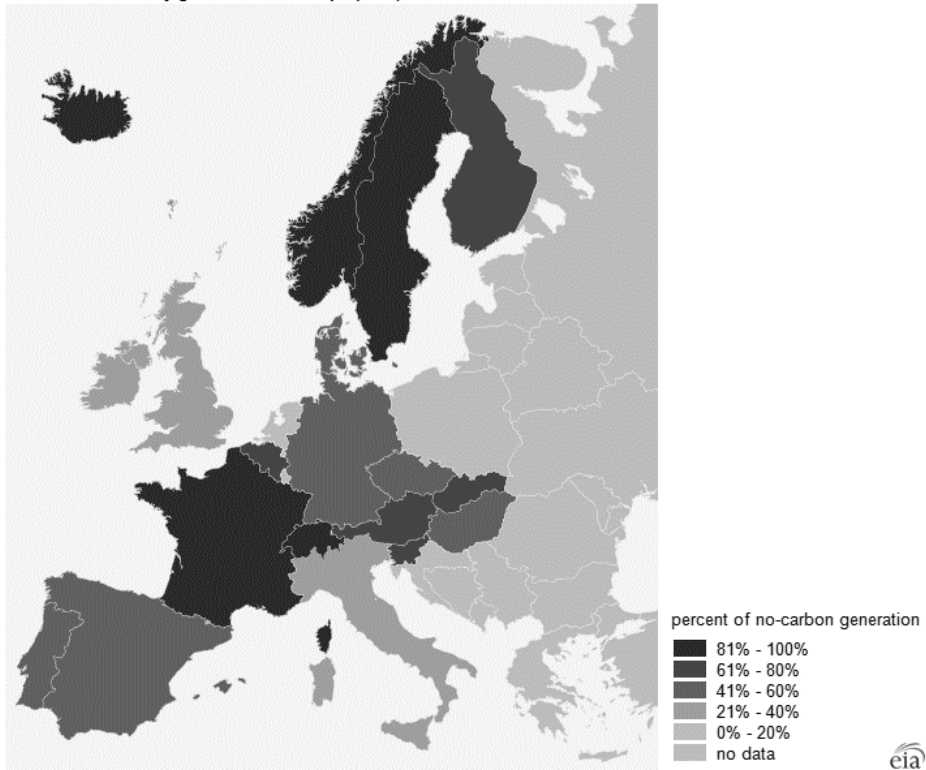 percent of no-carbon generation
81% - 100%
61% - 80%
41% - 60%
21% - 40%
0% - 20%
no data
eia